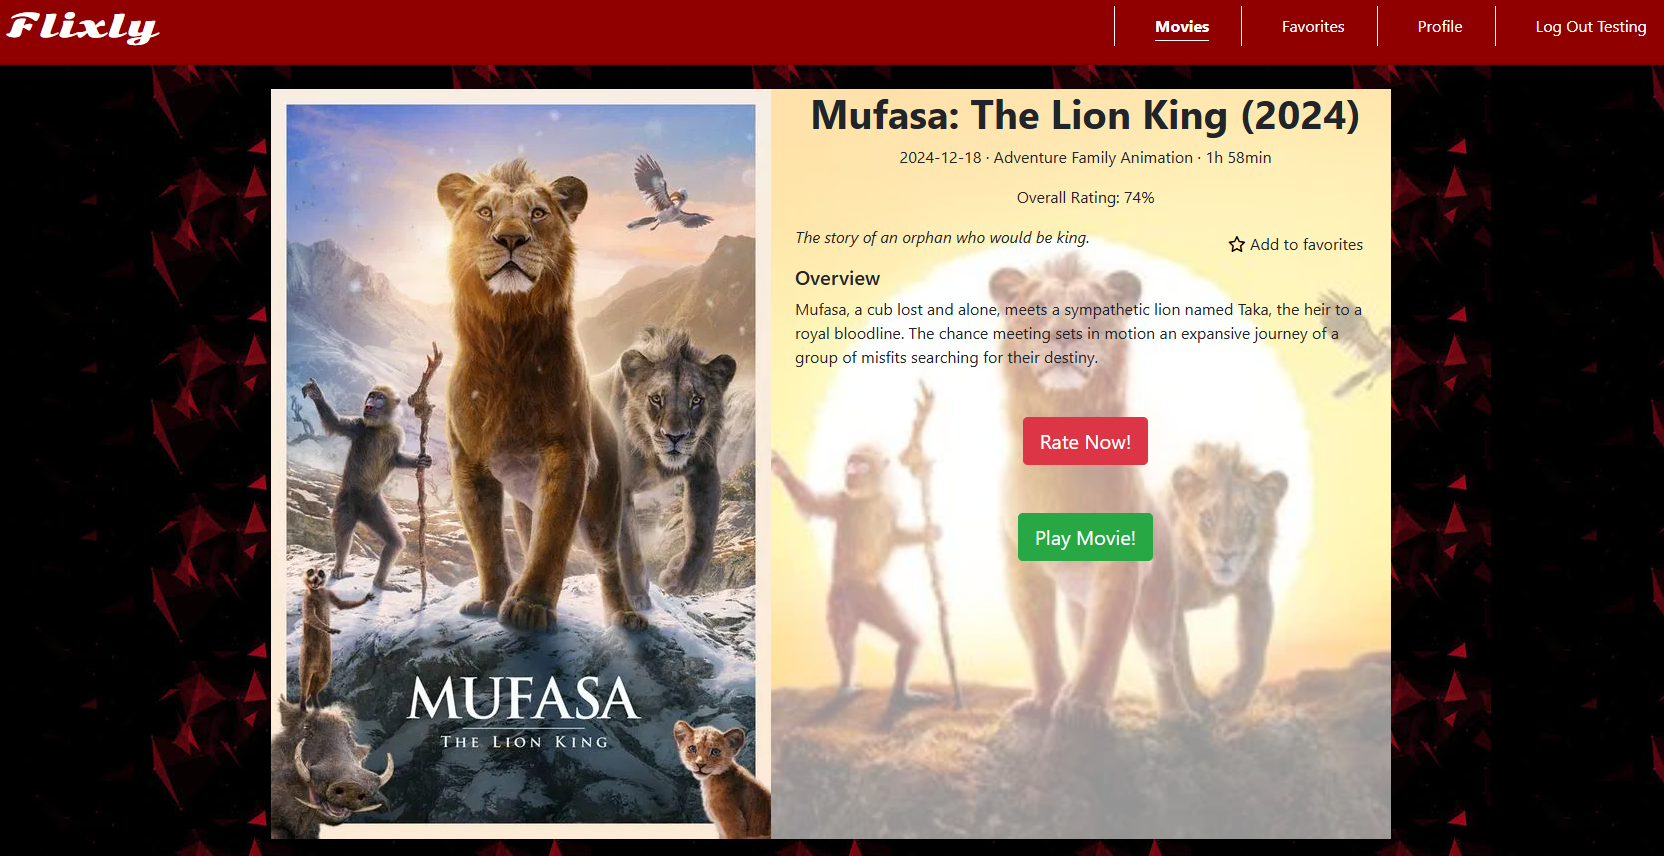 Flixly
Movies
Favorites
Profile
Log Out Testing
MUFASA
THE LION KING
Mufasa: The Lion King (2024)
2024-12-18 · Adventure Family Animation · 1h 58min
Overall Rating: 74%
The story of an orphan who would be king.
Add to favorites
Overview
Mufasa, a cub lost and alone, meets a sympathetic lion named Taka, the heir to a
royal bloodline. The chance meeting sets in motion an expansive journey of a
group of misfits searching for their destiny.
Rate Now!
Play Movie!